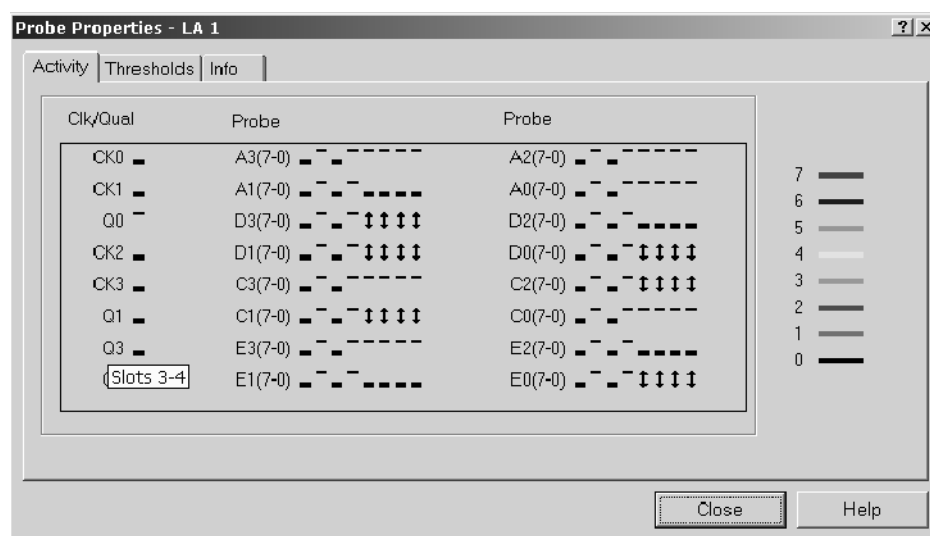 Probe Properties - LA 1
Activity Thresholds Info
Clk/Qual Probe Probe
CK0 A3(7-0) A2(7-0)
CK1 A1(7-0) A0(7-0)
Q0 D3(7-0) D2(7-0)
CK2 D1(7-0) D0(7-0)
CK3 C3(7-0) C2(7-0)
Q1 C1(7-0) C0(7-0)
Q3 E3(7-0) E2(7-0)
Slots 3-4 E1(7-0) E0(7-0)
7
6
5
4
3
2
1
0
Close Help